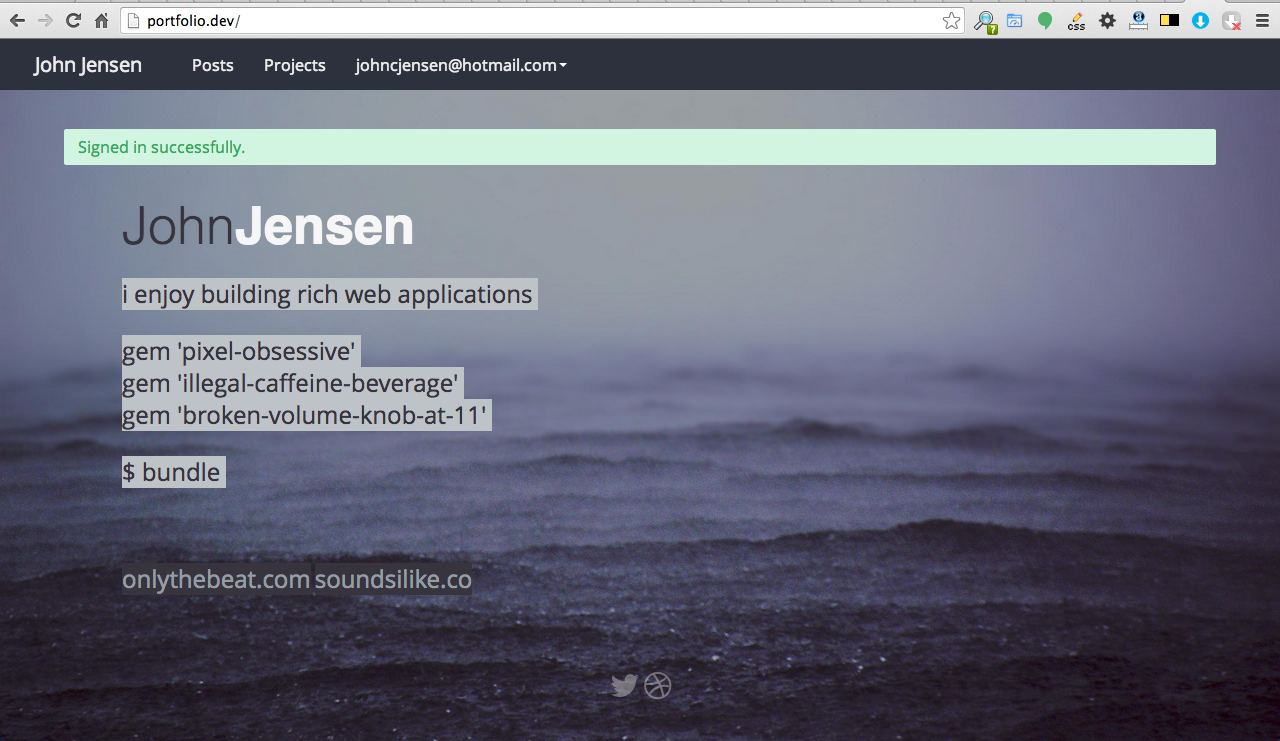 portfolio.dev/
css
John Jensen Posts Projects johncjensen@hotmail.com
Signed in successfully.
JohnJensen
i enjoy building rich web applications
gem 'pixel-obsessive'
gem 'illegal-caffeine-beverage'
gem 'broken-volume-knob-at-11'
$ bundle
onlythebeat.com soundsilike.co